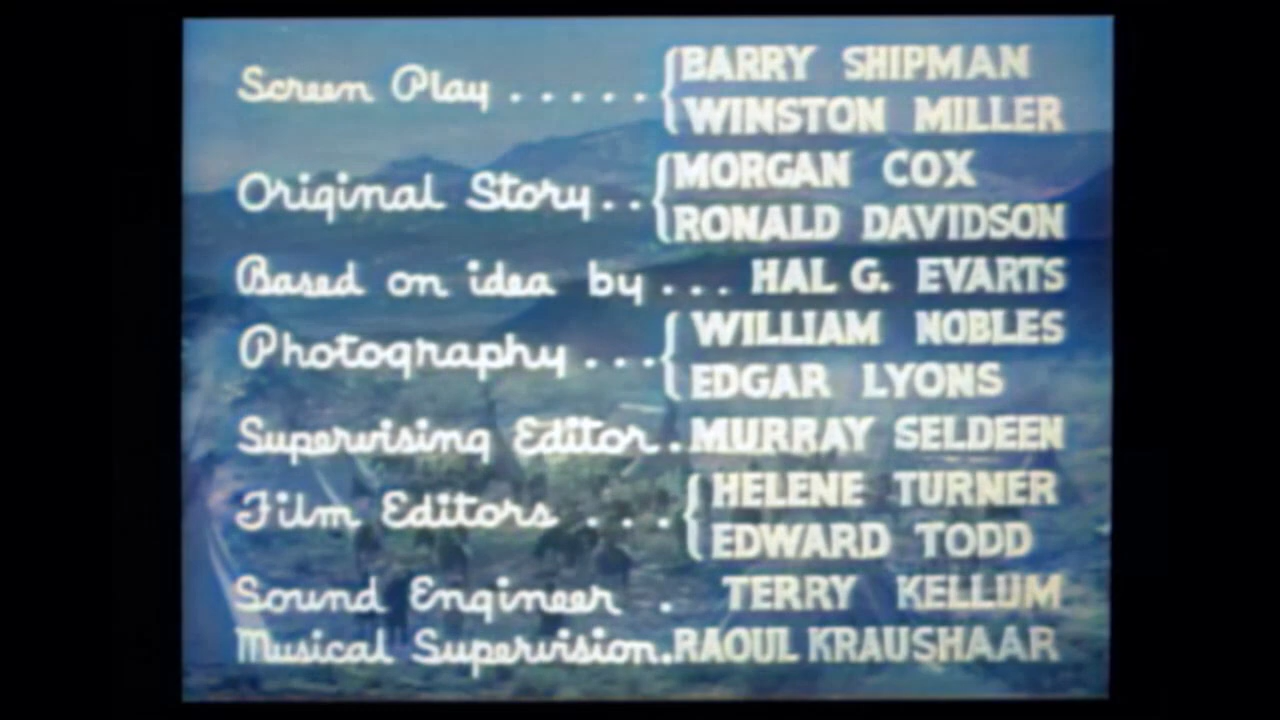 Screen Play . . . . . { BARRY SHIPMAN
WINSTON MILLER
Original Story . . { MORGAN COX
RONALD DAVIDSON
Based on idea by . . . HAL G. EVARTS
Photography . . . { WILLIAM NOBLES
EDGAR LYONS
Supervising Editor . MURRAY SELDEEN
Film Editors . . . { HELENE TURNER
EDWARD TODD
Sound Engineer . TERRY KELLUM
Musical Supervision . RAOUL KRAUSHAAR